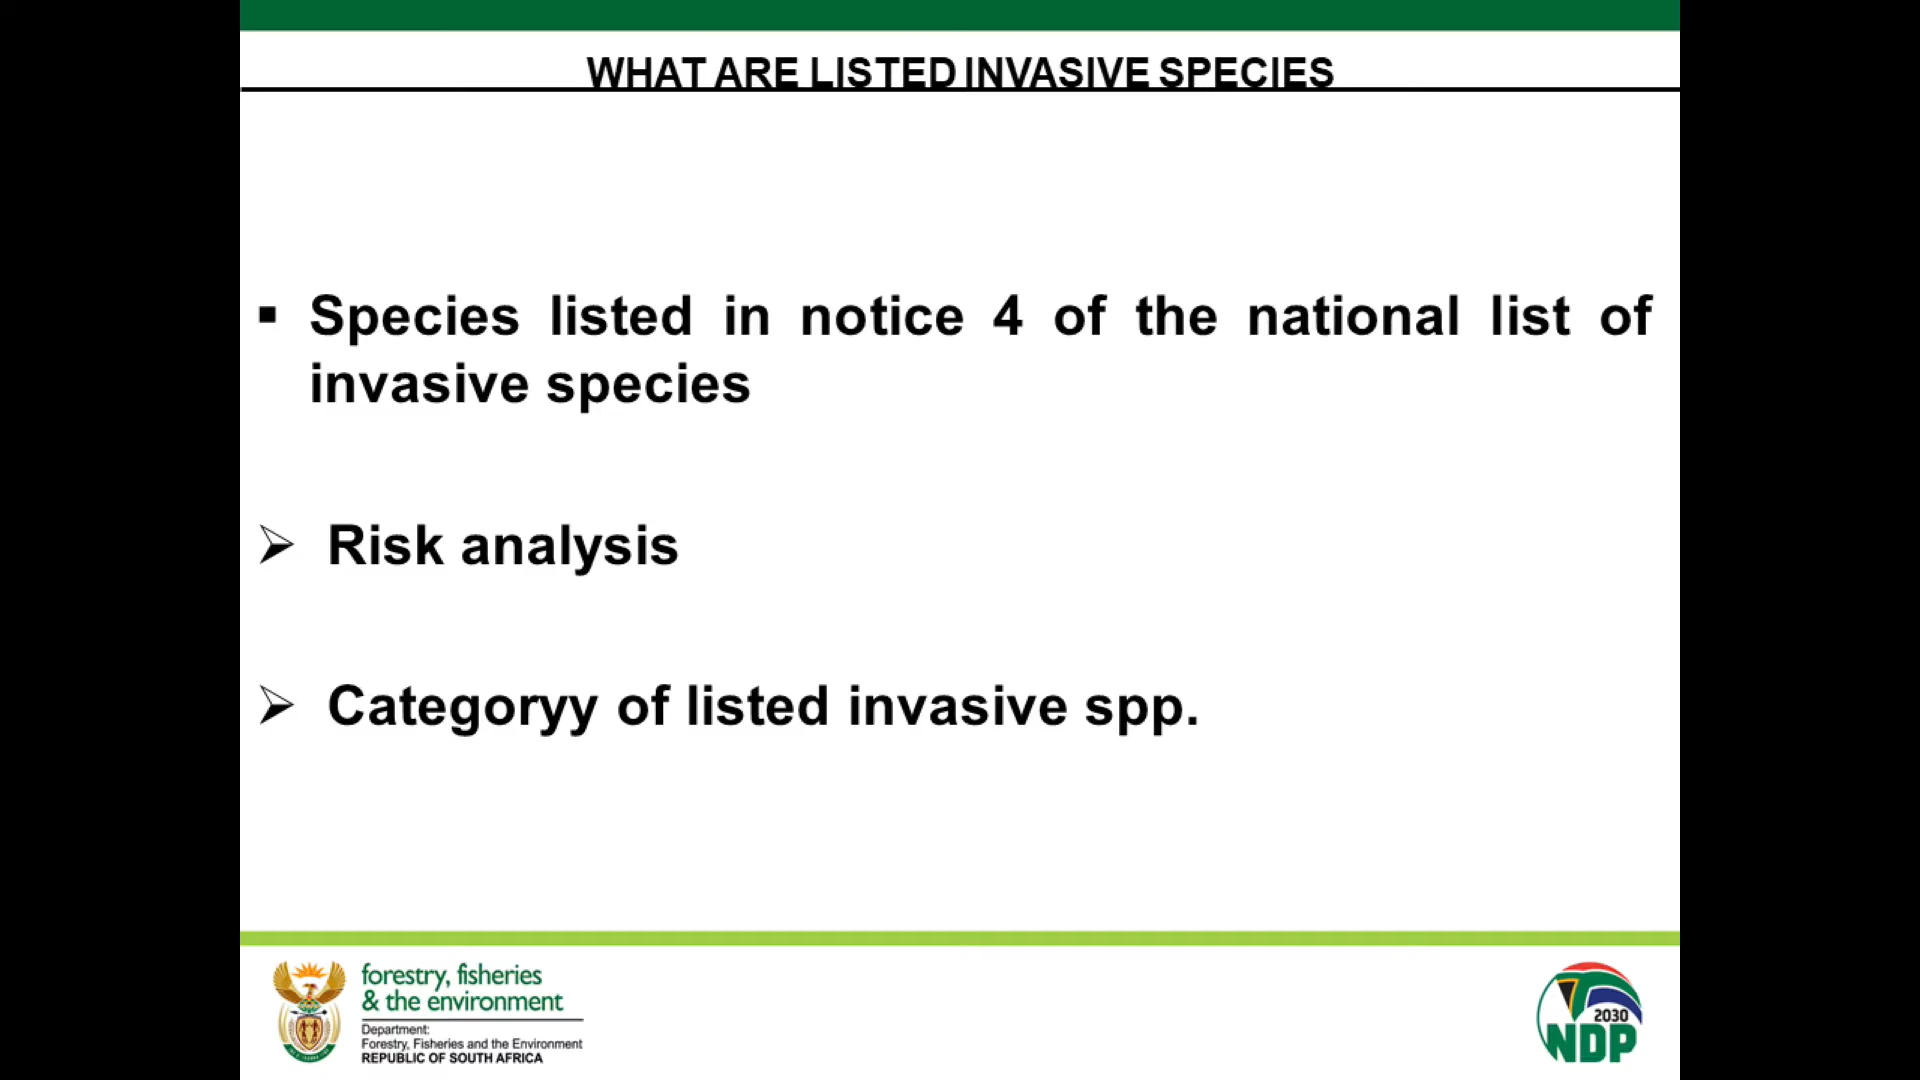 WHAT ARE LISTED INVASIVE SPECIES
▪ Species listed in notice 4 of the national list of
invasive species
➢ Risk analysis
➢ Categoryy of listed invasive spp.
forestry, fisheries
& the environment
Department:
Forestry, Fisheries and the Environment
REPUBLIC OF SOUTH AFRICA
2030
NDP